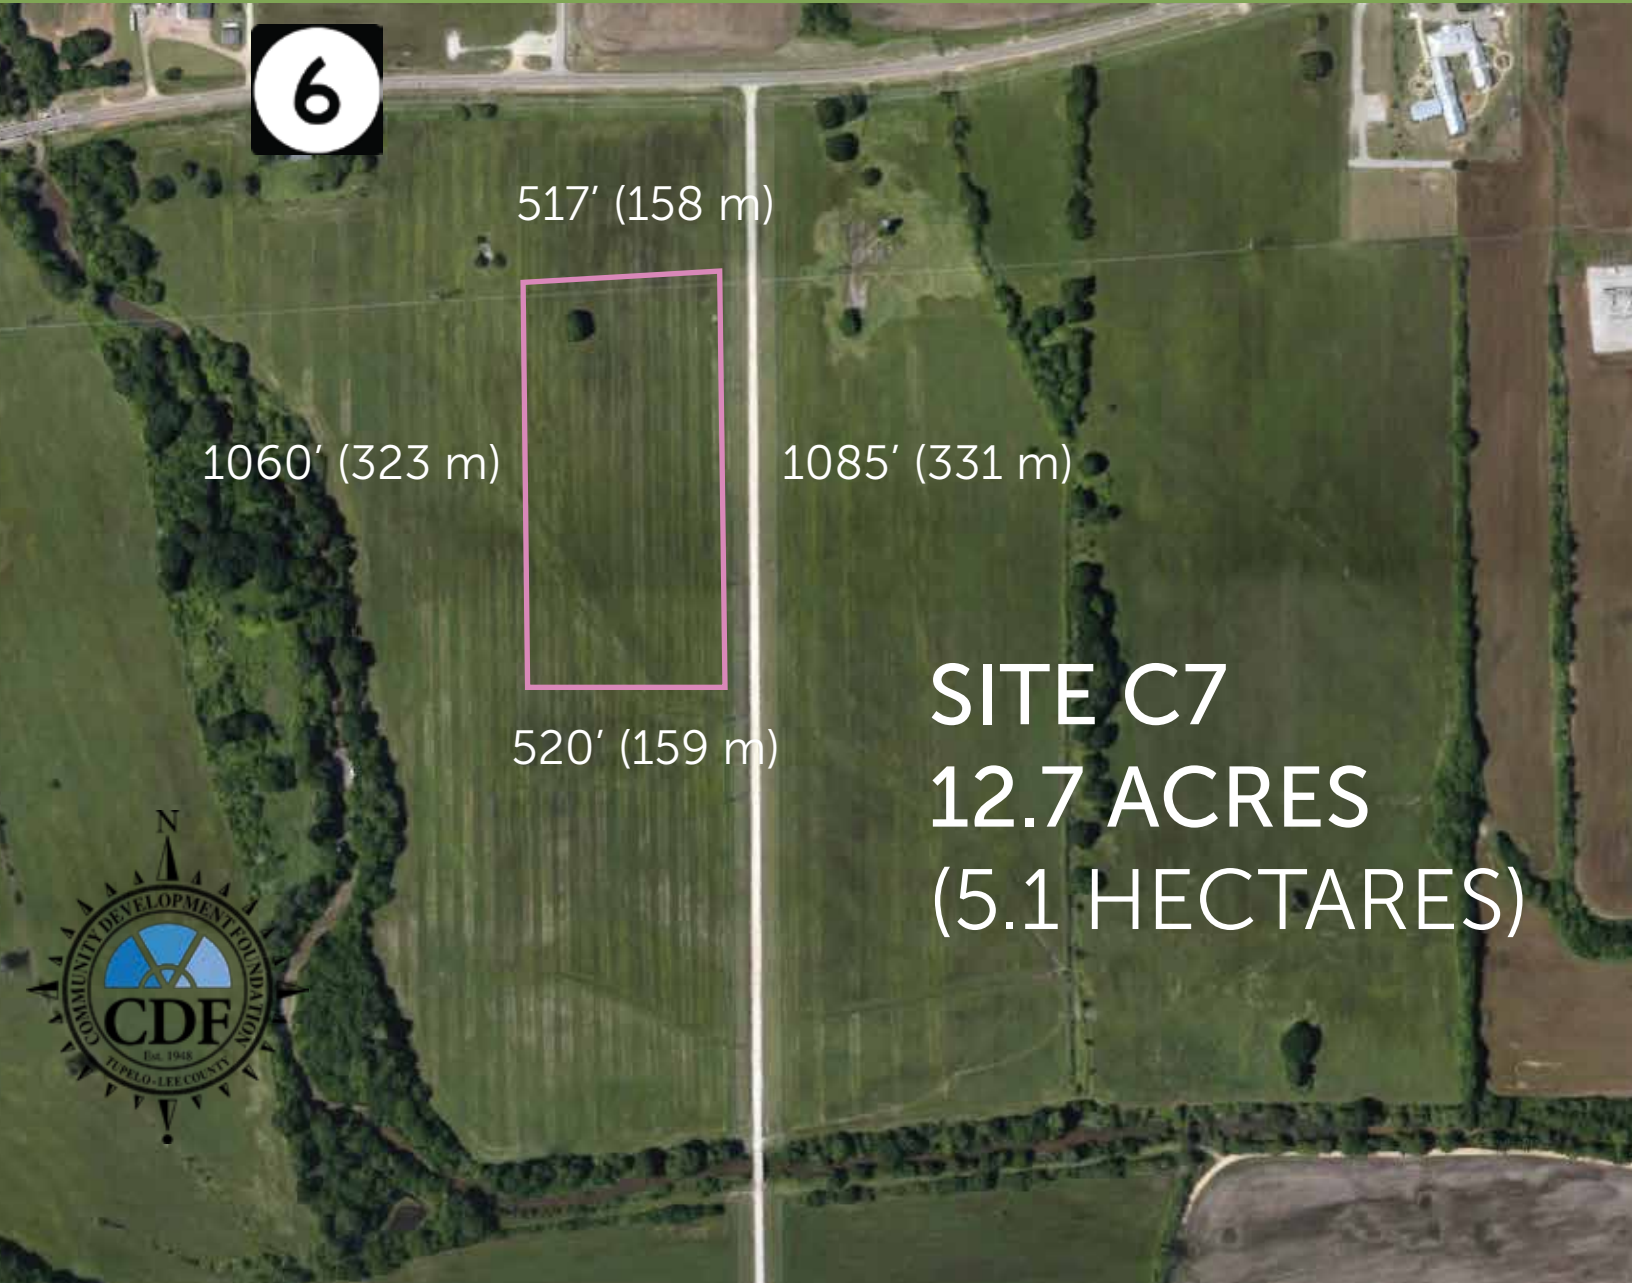 6
517’ (158 m)
1060’ (323 m)
1085’ (331 m)
520’ (159 m)
SITE C7
12.7 ACRES
(5.1 HECTARES)
N
COMMUNITY DEVELOPMENT FOUNDATION
CDF
Est. 1948
TUPELO-LEE COUNTY